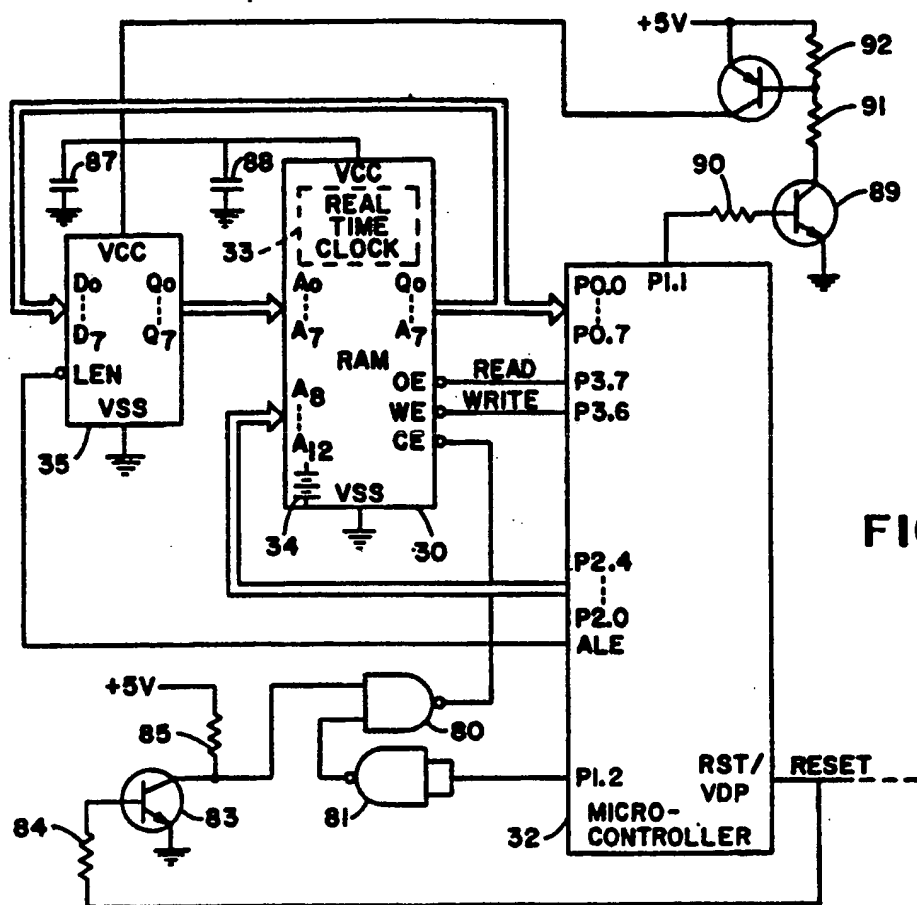 +5V
92
91
90
89
87
88
VCC
REAL
TIME
CLOCK
33
VCC
D0 Q0
D7 Q7
LEN
VSS
35
A0 Q0
A7 A7
RAM
A8
A12
OE
WE
CE
READ
WRITE
VSS
34
30
P1.1
P0.0
P0.7
P3.7
P3.6
P2.4
P2.0
ALE
P1.2
RST/
VDP
RESET
MICRO-
CONTROLLER
32
FIG
+5V
85
80
81
83
84